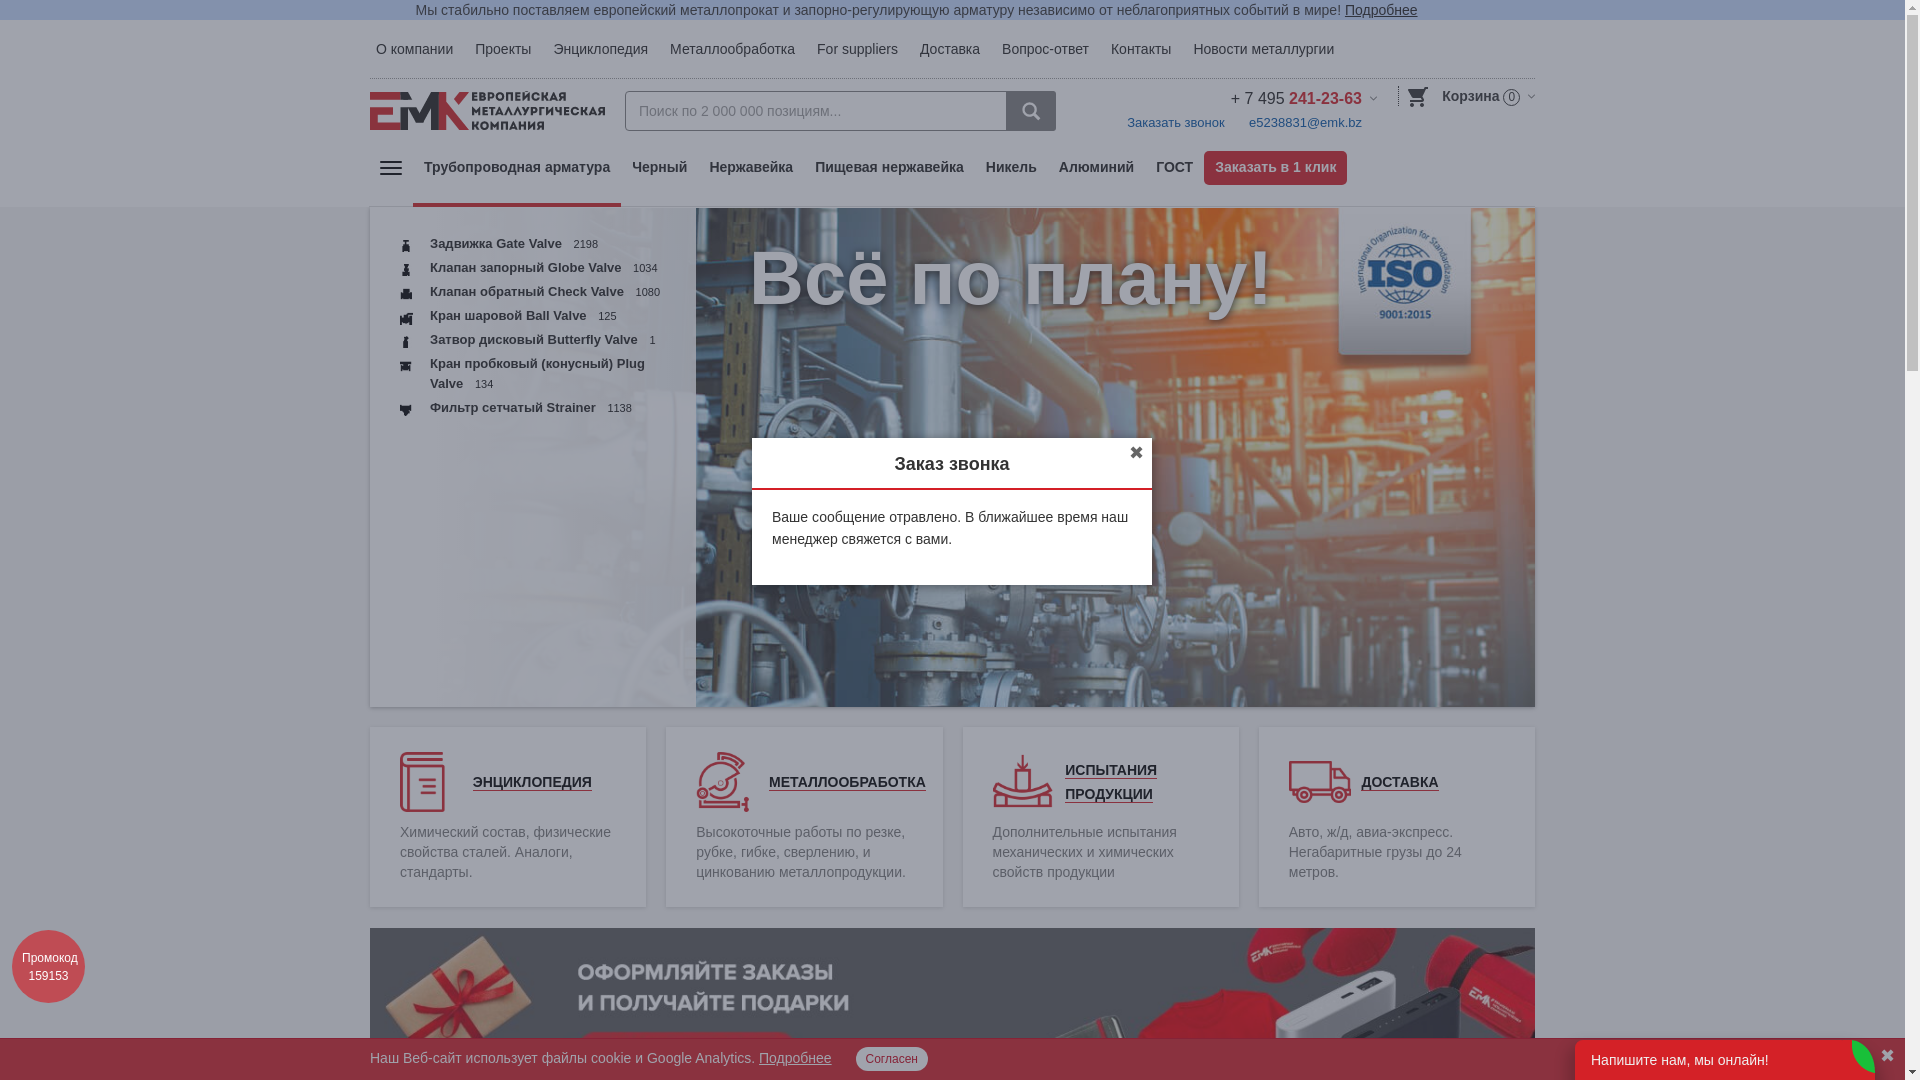 Мы стабильно поставляем европейский металлопрокат и запорно-регулирующую арматуру независимо от неблагоприятных событий в мире! Подробнее
О компании Проекты Энциклопедия Металлообработка For suppliers Доставка Вопрос-ответ Контакты Новости металлургии
ЕМК ЕВРОПЕЙСКАЯ
МЕТАЛЛУРГИЧЕСКАЯ
КОМПАНИЯ
Поиск по 2 000 000 позициям...
+ 7 495 241-23-63
Заказать звонок e5238831@emk.bz
Корзина 0
Трубопроводная арматура Черный Нержавейка Пищевая нержавейка Никель Алюминий ГОСТ Заказать в 1 клик
Задвижка Gate Valve 2198
Клапан запорный Globe Valve 1034
Клапан обратный Check Valve 1080
Кран шаровой Ball Valve 125
Затвор дисковый Butterfly Valve 1
Кран пробковый (конусный) Plug
Valve 134
Фильтр сетчатый Strainer 1138
Всё по плану!
International Organization for Standardization
ISO
9001:2015
Заказ звонка
Ваше сообщение отравлено. В ближайшее время наш
менеджер свяжется с вами.
ЭНЦИКЛОПЕДИЯ
Химический состав, физические
свойства сталей. Аналоги,
стандарты.
МЕТАЛЛООБРАБОТКА
Высокоточные работы по резке,
рубке, гибке, сверлению, и
цинкованию металлопродукции.
ИСПЫТАНИЯ
ПРОДУКЦИИ
Дополнительные испытания
механических и химических
свойств продукции
ДОСТАВКА
Авто, ж/д, авиа-экспресс.
Негабаритные грузы до 24
метров.
Промокод
159153
ОФОРМЛЯЙТЕ ЗАКАЗЫ
И ПОЛУЧАЙТЕ ПОДАРКИ
Наш Веб-сайт использует файлы cookie и Google Analytics. Подробнее Согласен
Напишите нам, мы онлайн!